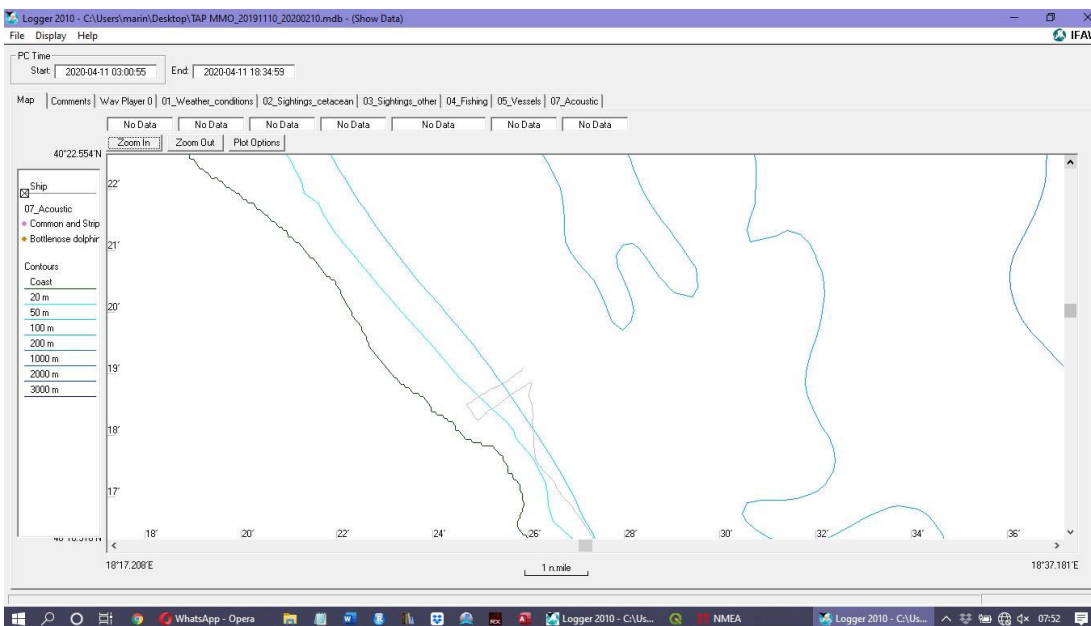 Logger 2010 - C:\Users\marin\Desktop\TAP MMO_20191110_20200210.mdb - (Show Data)
File Display Help
IFAW
PC Time
Start: 2020-04-11 03:00:55 End: 2020-04-11 18:34:59
Map Comments Wav Player 0 01_Weather_conditions 02_Sightings_cetacean 03_Sightings_other 04_Fishing 05_Vessels 07_Acoustic
No Data No Data No Data No Data No Data No Data No Data
Zoom In Zoom Out Plot Options
40°22.554'N
Ship
07_Acoustic
Common and Strip
Bottlenose dolphin
Contours
Coast
20 m
50 m
100 m
200 m
1000 m
2000 m
3000 m
22'
21'
20'
19'
18'
17'
18' 20' 22' 24' 26' 28' 30' 32' 34' 36'
18°17.208'E
1 n.mile
18°37.181'E
WhatsApp - Opera
Logger 2010 - C:\Us...
NMEA
Logger 2010 - C:\Us...
07:52